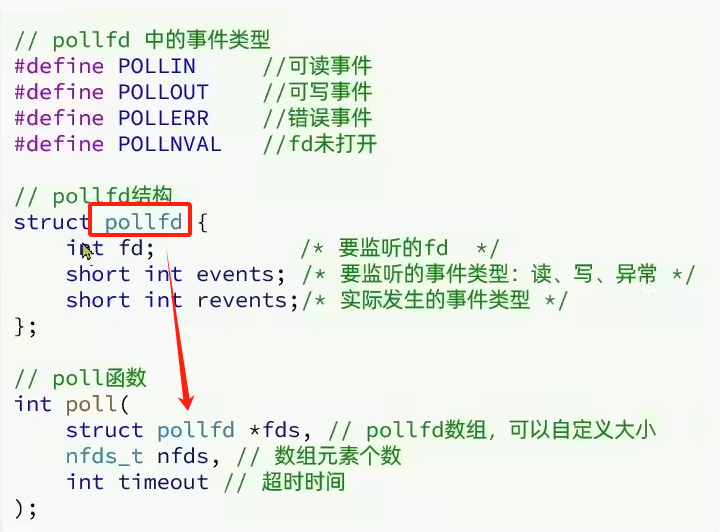 // pollfd 中的事件类型
#define POLLIN //可读事件
#define POLLOUT //可写事件
#define POLLERR //错误事件
#define POLLNVAL //fd未打开
// pollfd结构
struct pollfd {
int fd; /* 要监听的fd */
short int events; /* 要监听的事件类型：读、写、异常 */
short int revents;/* 实际发生的事件类型 */
};
// poll函数
int poll(
struct pollfd *fds, // pollfd数组，可以自定义大小
nfds_t nfds, // 数组元素个数
int timeout // 超时时间
);